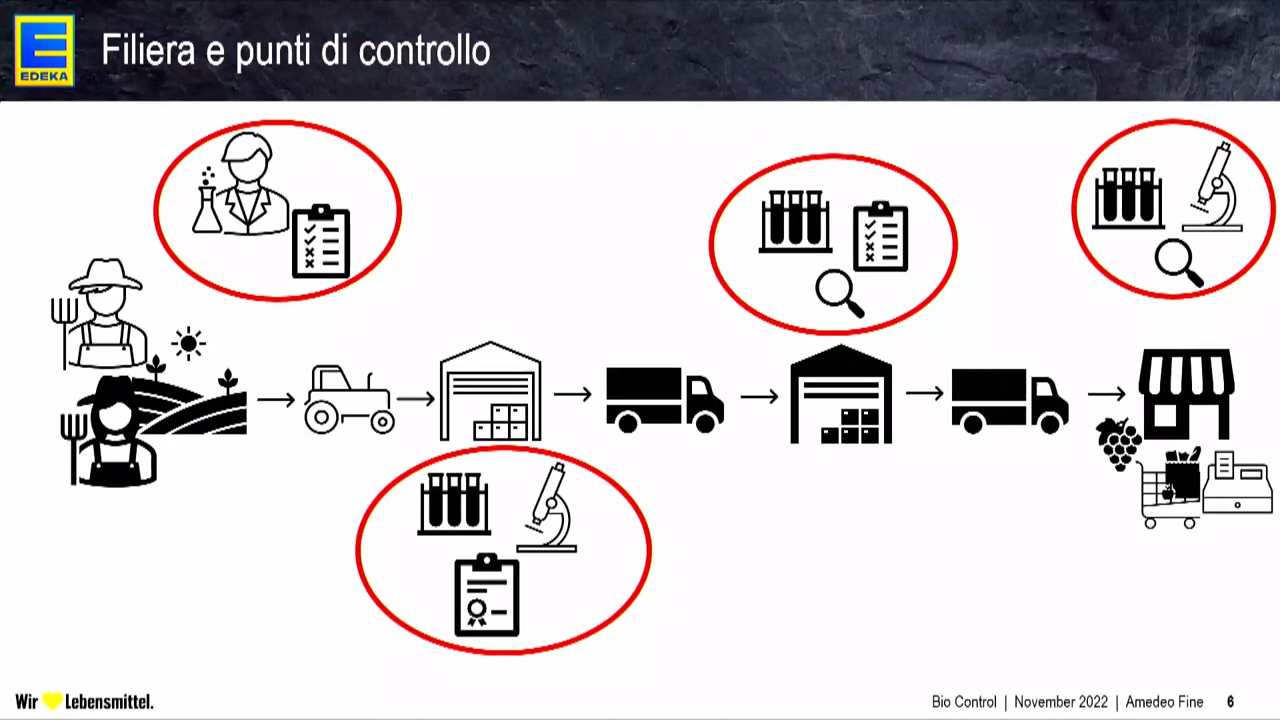 EDEKA
Filiera e punti di controllo
Wir Lebensmittel.
Bio Control | November 2022 | Amedeo Fine 6